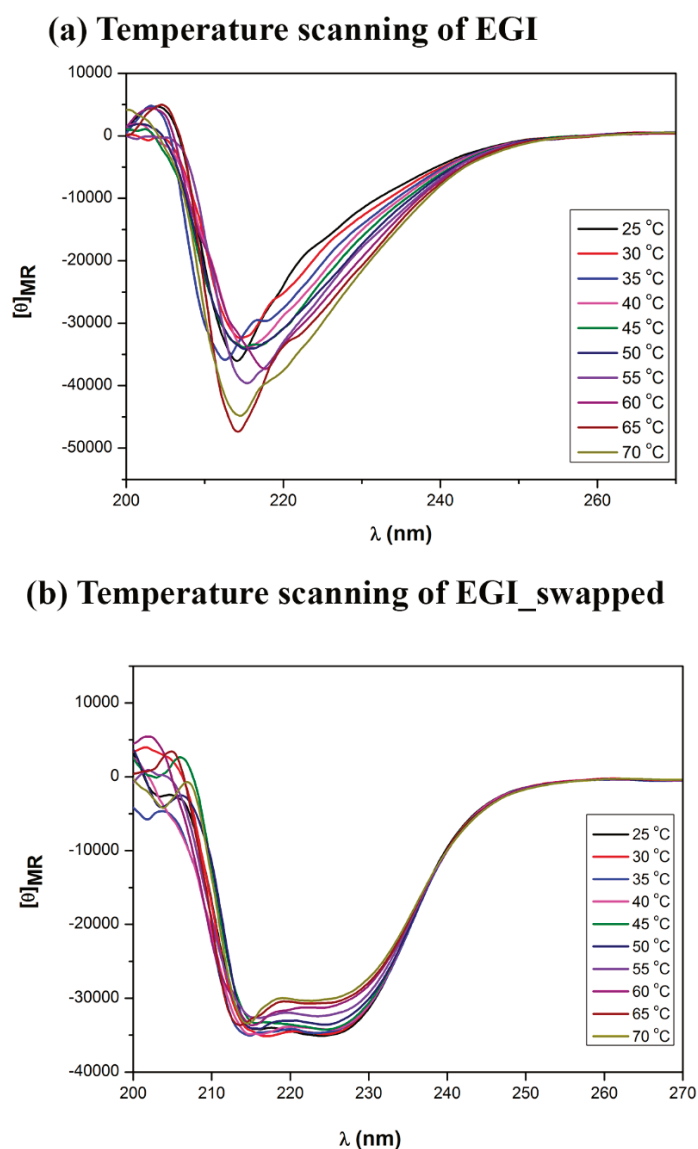 (a) Temperature scanning of EGI
10000
0
-10000
-20000
-30000
-40000
-50000
[θ]MR
25 °C
30 °C
35 °C
40 °C
45 °C
50 °C
55 °C
60 °C
65 °C
70 °C
200 220 240 260
λ (nm)
(b) Temperature scanning of EGI_swapped
10000
0
-10000
-20000
-30000
-40000
[θ]MR
25 °C
30 °C
35 °C
40 °C
45 °C
50 °C
55 °C
60 °C
65 °C
70 °C
200 210 220 230 240 250 260 270
λ (nm)